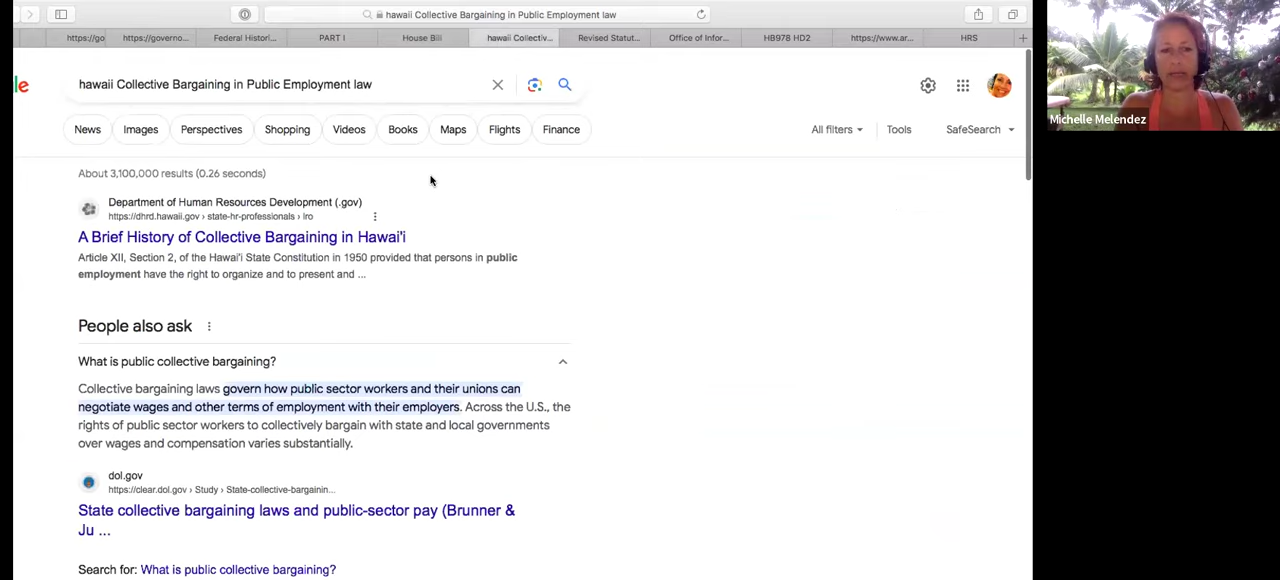 hawaii Collective Bargaining in Public Employment law
https://go
https://governo...
Federal Histori...
PART I
House Bill
hawaii Collectiv...
Revised Statut...
Office of Infor...
HB978 HD2
https://www.ar...
HRS
le
hawaii Collective Bargaining in Public Employment law
News
Images
Perspectives
Shopping
Videos
Books
Maps
Flights
Finance
All filters
Tools
SafeSearch
About 3,100,000 results (0.26 seconds)
Department of Human Resources Development (.gov)
https://dhrd.hawaii.gov › state-hr-professionals › lro
A Brief History of Collective Bargaining in Hawai'i
Article XII, Section 2, of the Hawai'i State Constitution in 1950 provided that persons in public
employment have the right to organize and to present and ...
People also ask
What is public collective bargaining?
Collective bargaining laws govern how public sector workers and their unions can
negotiate wages and other terms of employment with their employers. Across the U.S., the
rights of public sector workers to collectively bargain with state and local governments
over wages and compensation varies substantially.
dol.gov
https://clear.dol.gov › Study › State-collective-bargainin...
State collective bargaining laws and public-sector pay (Brunner &
Ju ...
Search for: What is public collective bargaining?
Michelle Melendez